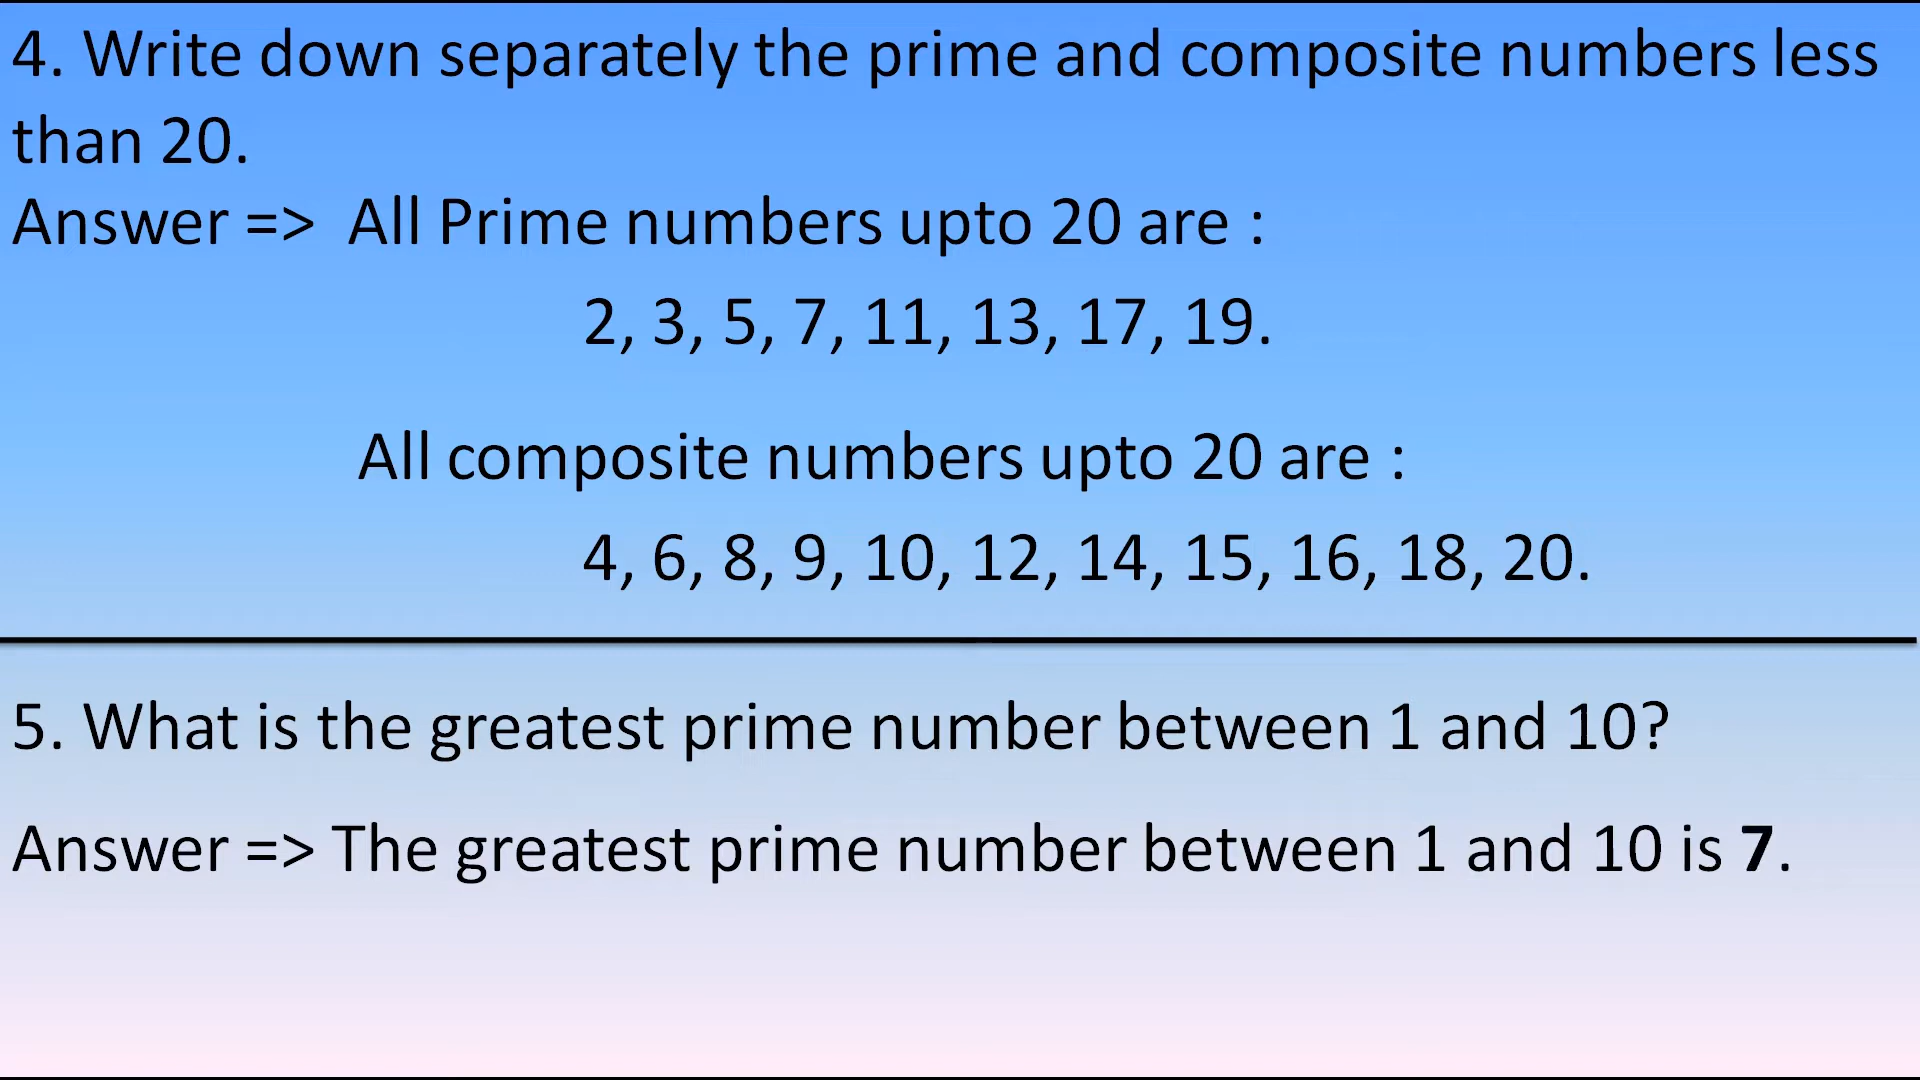 4. Write down separately the prime and composite numbers less
than 20.
Answer => All Prime numbers upto 20 are :
2, 3, 5, 7, 11, 13, 17, 19.
All composite numbers upto 20 are :
4, 6, 8, 9, 10, 12, 14, 15, 16, 18, 20.
5. What is the greatest prime number between 1 and 10?
Answer => The greatest prime number between 1 and 10 is 7.